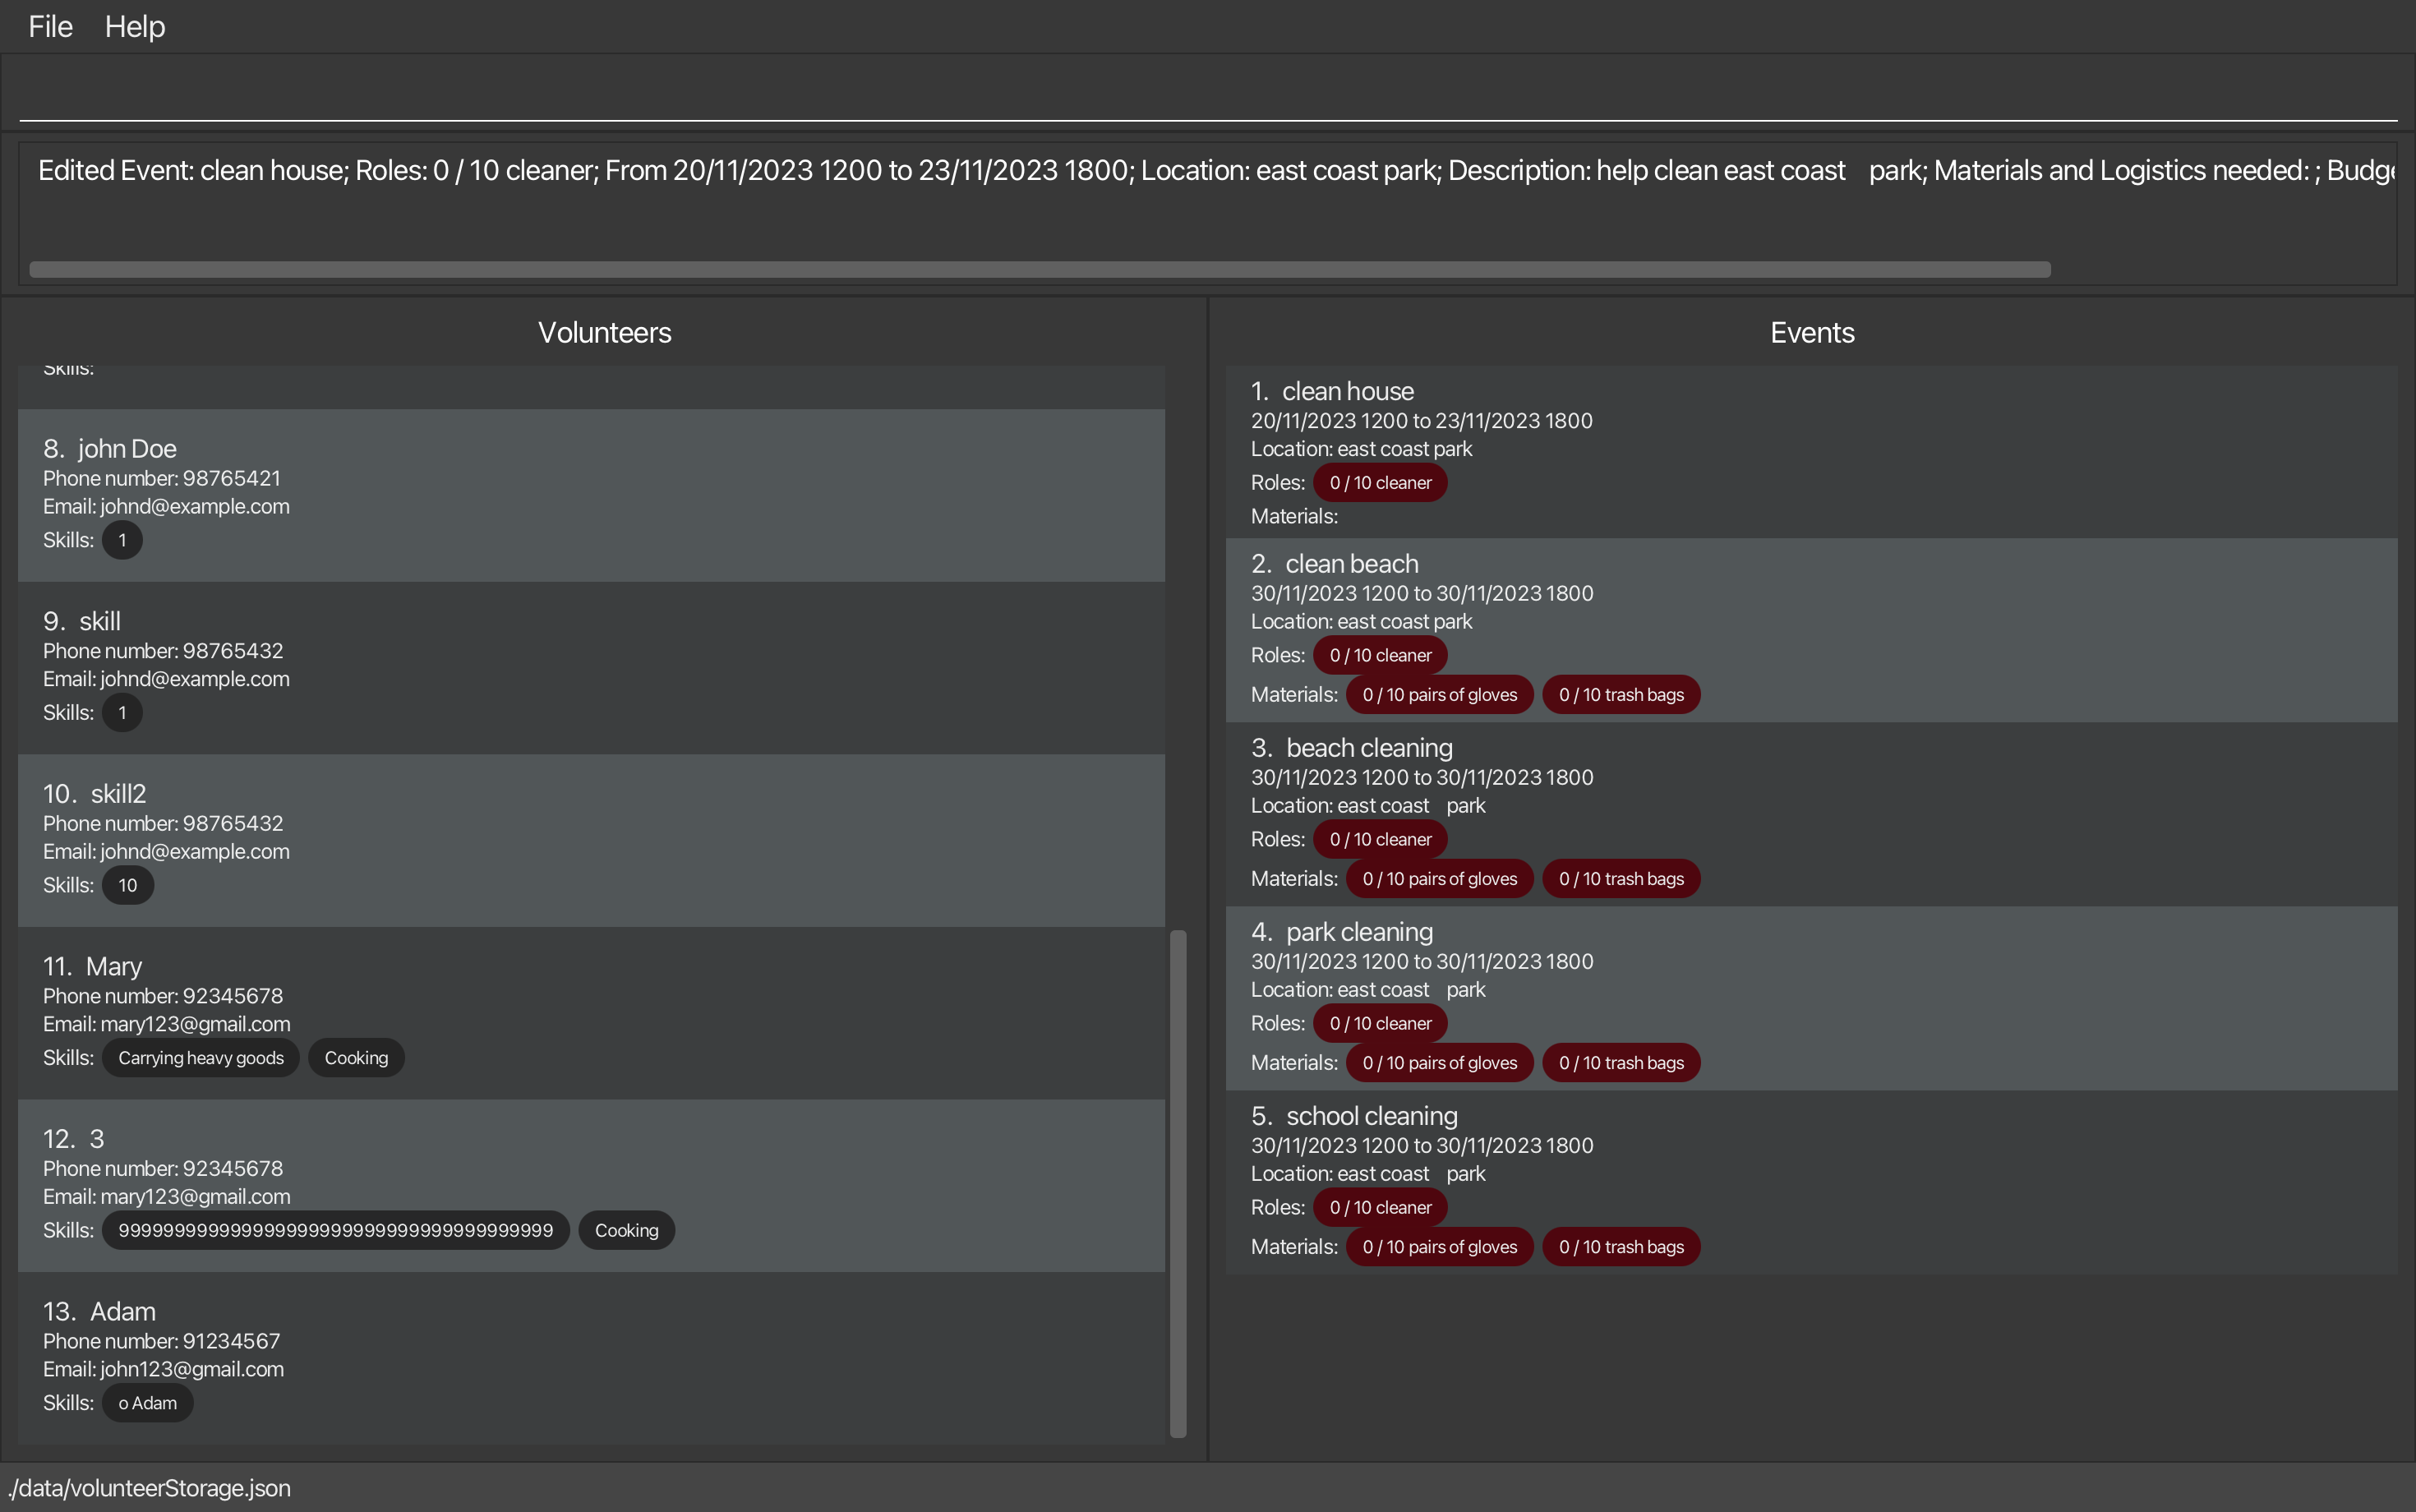 File Help
Edited Event: clean house; Roles: 0 / 10 cleaner; From 20/11/2023 1200 to 23/11/2023 1800; Location: east coast park; Description: help clean east coast    park; Materials and Logistics needed: ; Budge
Volunteers
Skills:
8. john Doe
Phone number: 98765421
Email: johnd@example.com
Skills: 1
9. skill
Phone number: 98765432
Email: johnd@example.com
Skills: 1
10. skill2
Phone number: 98765432
Email: johnd@example.com
Skills: 10
11. Mary
Phone number: 92345678
Email: mary123@gmail.com
Skills: Carrying heavy goods Cooking
12. 3
Phone number: 92345678
Email: mary123@gmail.com
Skills: 999999999999999999999999999999999999999 Cooking
13. Adam
Phone number: 91234567
Email: john123@gmail.com
Skills: o Adam
Events
1. clean house
20/11/2023 1200 to 23/11/2023 1800
Location: east coast park
Roles: 0 / 10 cleaner
Materials:
2. clean beach
30/11/2023 1200 to 30/11/2023 1800
Location: east coast park
Roles: 0 / 10 cleaner
Materials: 0 / 10 pairs of gloves 0 / 10 trash bags
3. beach cleaning
30/11/2023 1200 to 30/11/2023 1800
Location: east coast    park
Roles: 0 / 10 cleaner
Materials: 0 / 10 pairs of gloves 0 / 10 trash bags
4. park cleaning
30/11/2023 1200 to 30/11/2023 1800
Location: east coast    park
Roles: 0 / 10 cleaner
Materials: 0 / 10 pairs of gloves 0 / 10 trash bags
5. school cleaning
30/11/2023 1200 to 30/11/2023 1800
Location: east coast    park
Roles: 0 / 10 cleaner
Materials: 0 / 10 pairs of gloves 0 / 10 trash bags
./data/volunteerStorage.json